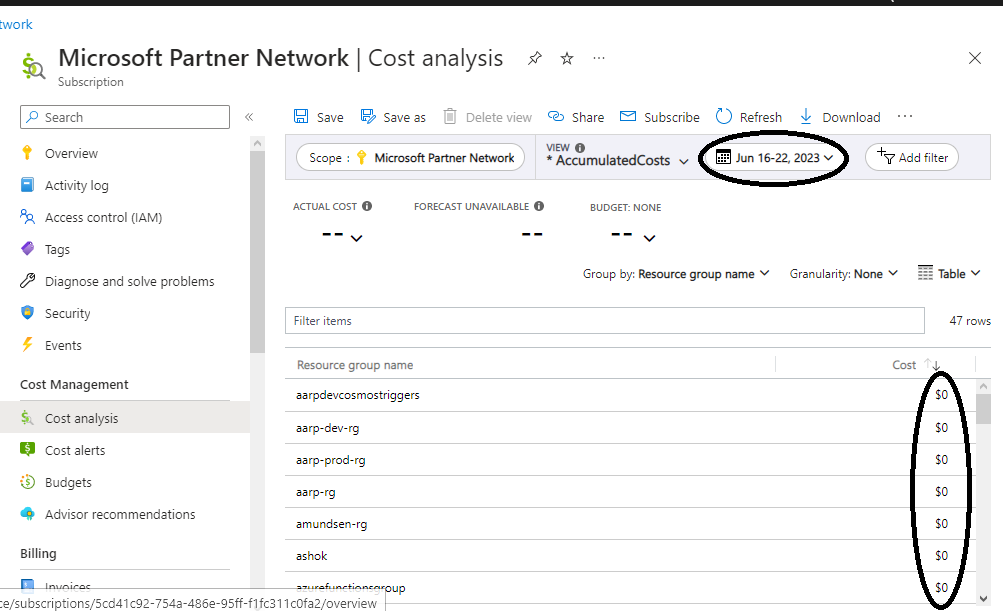 twork
Microsoft Partner Network | Cost analysis
Subscription
Search
Overview
Activity log
Access control (IAM)
Tags
Diagnose and solve problems
Security
Events
Cost Management
Cost analysis
Cost alerts
Budgets
Advisor recommendations
Billing
Invoices
ce/subscriptions/5cd41c92-754a-486e-95ff-f1fc311c0fa2/overview
Save Save as Delete view Share Subscribe Refresh Download
Scope : Microsoft Partner Network
VIEW
* AccumulatedCosts
Jun 16-22, 2023
Add filter
ACTUAL COST FORECAST UNAVAILABLE BUDGET: NONE
-- -- --
Group by: Resource group name Granularity: None Table
Filter items 47 rows
Resource group name Cost
aarpdevcosmostriggers $0
aarp-dev-rg $0
aarp-prod-rg $0
aarp-rg $0
amundsen-rg $0
ashok $0
azurefunctionsgroup $0